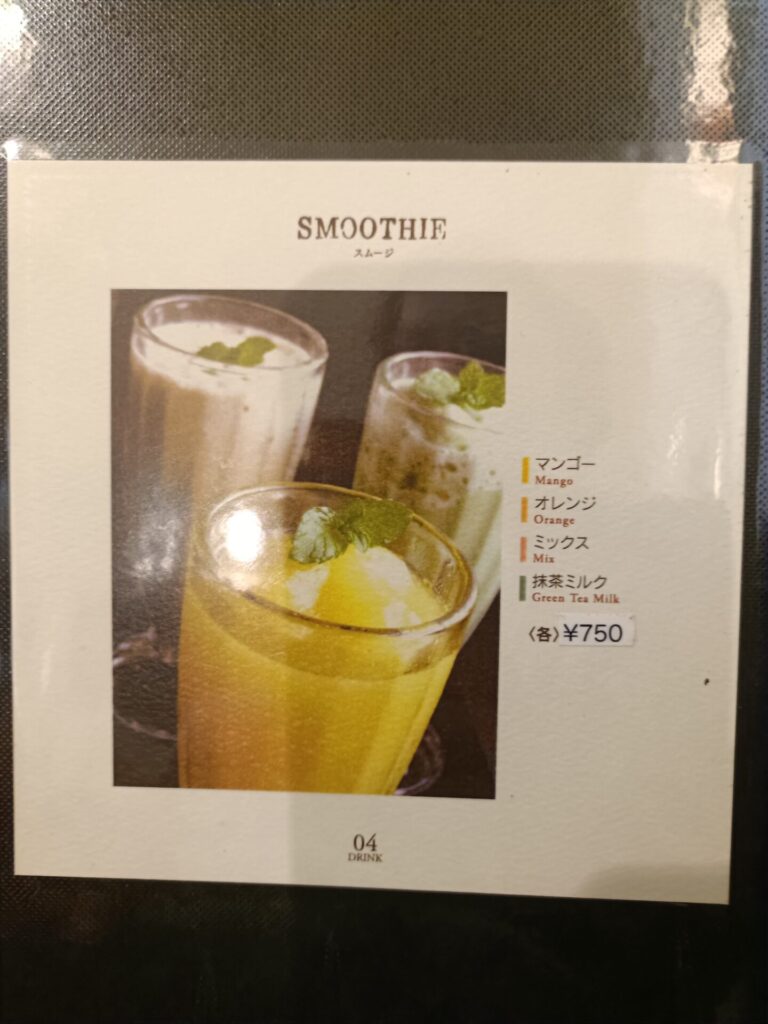 SMOOTHIE
スムージ
マンゴー
Mango
オレンジ
Orange
ミックス
Mix
抹茶ミルク
Green Tea Milk
〈各〉¥750
04
DRINK